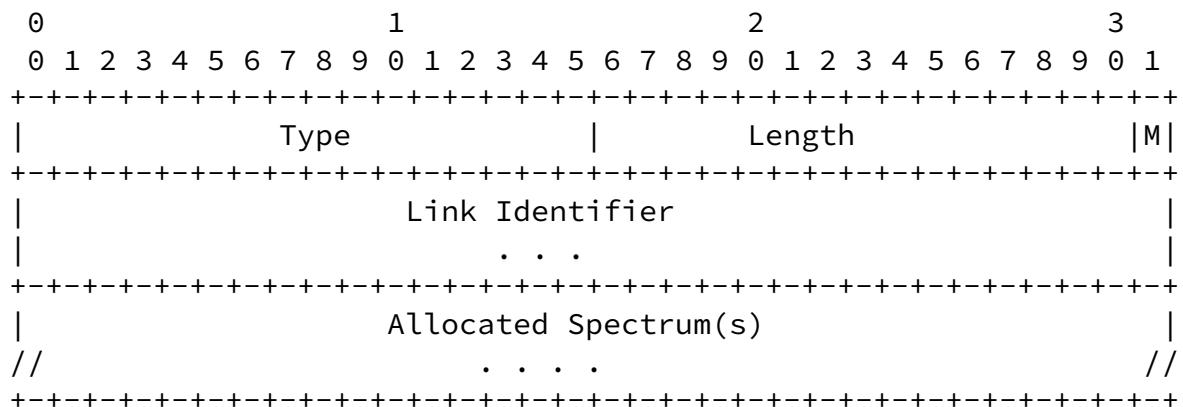 0                   1                   2                   3
 0 1 2 3 4 5 6 7 8 9 0 1 2 3 4 5 6 7 8 9 0 1 2 3 4 5 6 7 8 9 0 1
+-+-+-+-+-+-+-+-+-+-+-+-+-+-+-+-+-+-+-+-+-+-+-+-+-+-+-+-+-+-+-+-+
|              Type             |        Length               |M|
+-+-+-+-+-+-+-+-+-+-+-+-+-+-+-+-+-+-+-+-+-+-+-+-+-+-+-+-+-+-+-+-+
|                     Link Identifier                           |
|                          . . .                                |
+-+-+-+-+-+-+-+-+-+-+-+-+-+-+-+-+-+-+-+-+-+-+-+-+-+-+-+-+-+-+-+-+
|                    Allocated Spectrum(s)                      |
//                        . . . .                              //
+-+-+-+-+-+-+-+-+-+-+-+-+-+-+-+-+-+-+-+-+-+-+-+-+-+-+-+-+-+-+-+-+